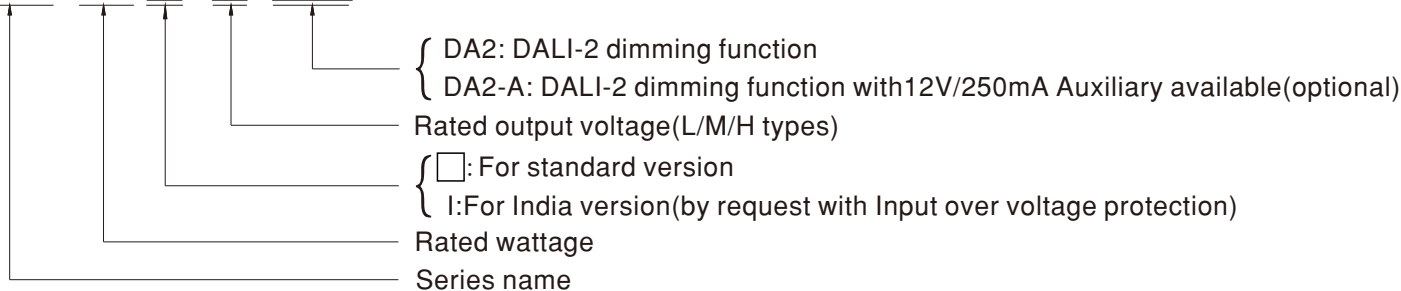 DA2: DALI-2 dimming function
DA2-A: DALI-2 dimming function with12V/250mA Auxiliary available(optional)
Rated output voltage(L/M/H types)
□: For standard version
I:For India version(by request with Input over voltage protection)
Rated wattage
Series name